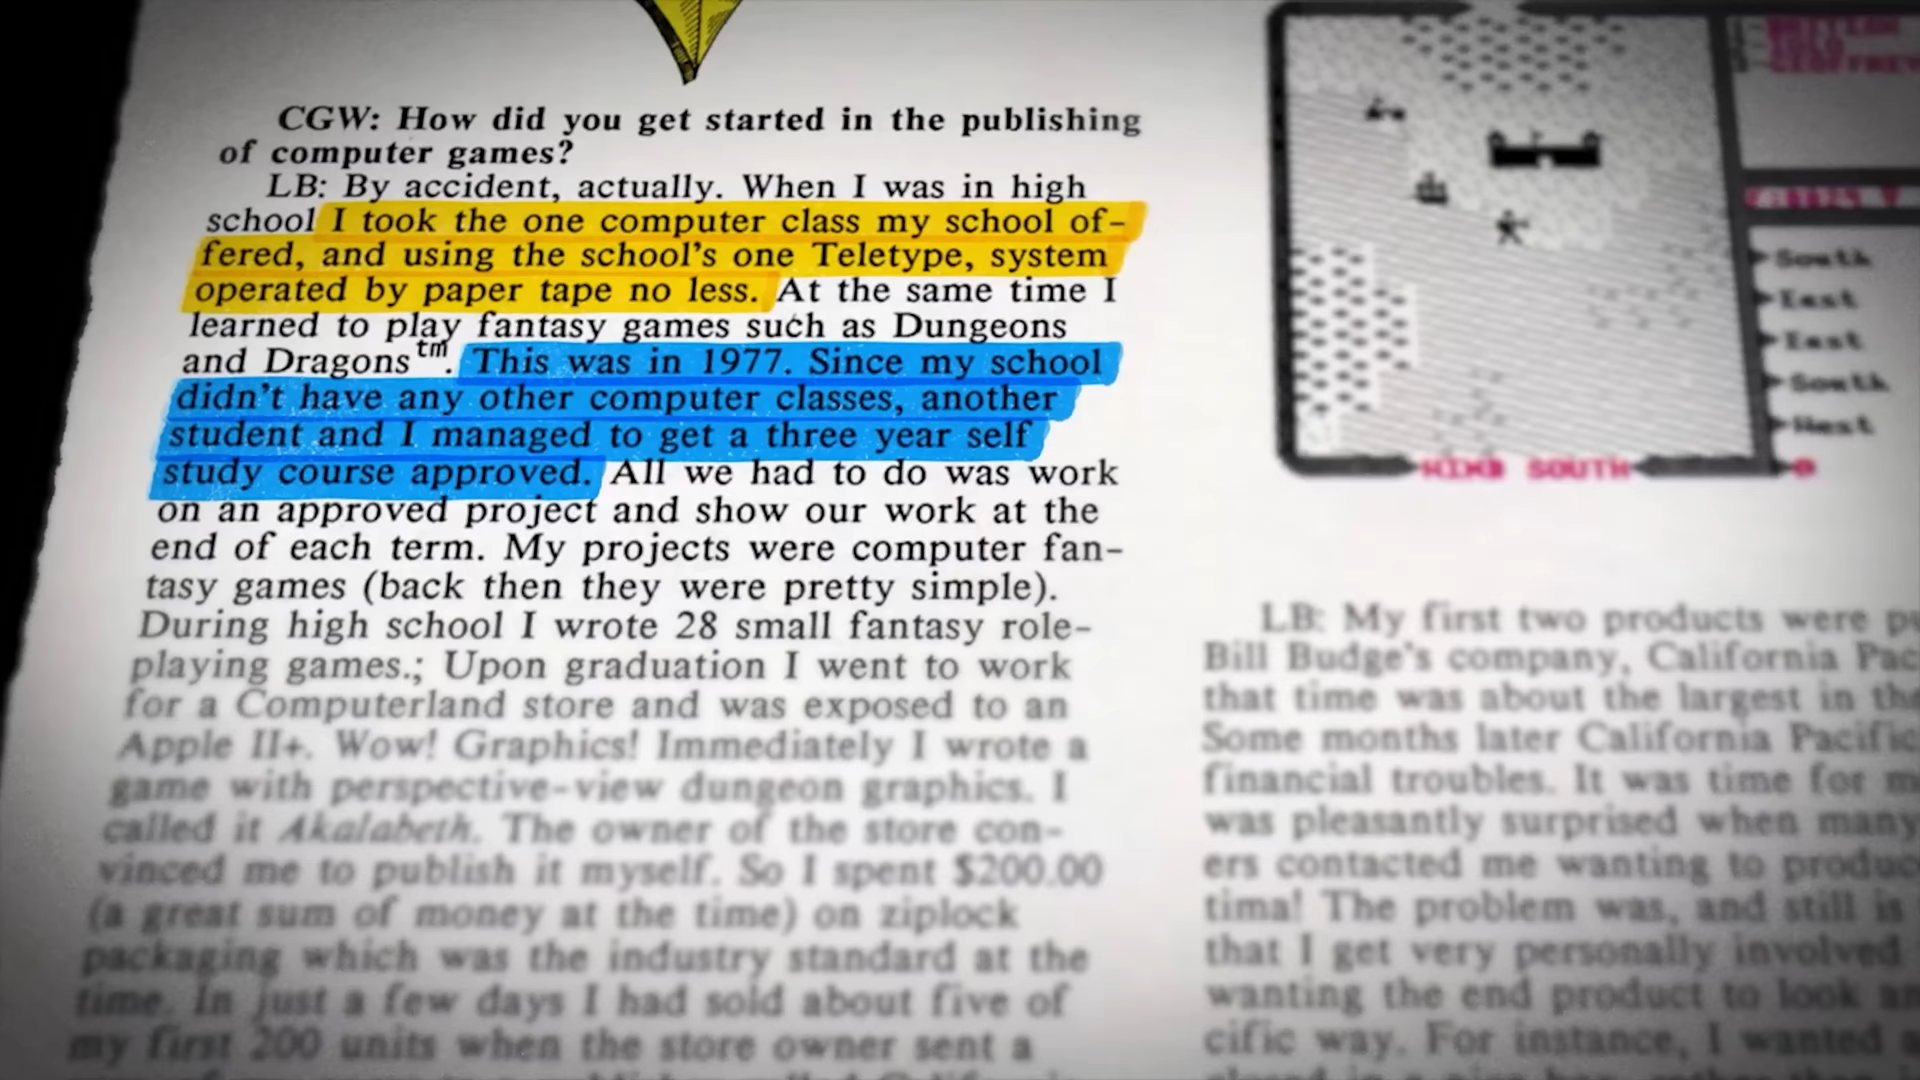 CGW: How did you get started in the publishing
of computer games?
LB: By accident, actually. When I was in high
school I took the one computer class my school of-
fered, and using the school's one Teletype, system
operated by paper tape no less. At the same time I
learned to play fantasy games such as Dungeons
and Dragons tm. This was in 1977. Since my school
didn't have any other computer classes, another
student and I managed to get a three year self
study course approved. All we had to do was work
on an approved project and show our work at the
end of each term. My projects were computer fan-
tasy games (back then they were pretty simple).
During high school I wrote 28 small fantasy role-
playing games.; Upon graduation I went to work
for a Computerland store and was exposed to an
Apple II+. Wow! Graphics! Immediately I wrote a
game with perspective-view dungeon graphics. I
called it Akalabeth. The owner of the store con-
vinced me to publish it myself. So I spent $200.00
(a great sum of money at the time) on ziplock
packaging which was the industry standard at the
time. In just a few days I had sold about five of
my first 200 units when the store owner sent a
GEOFFREY
South
East
East
South
West
WIND SOUTH
LB: My first two products were
Bill Budge's company, California Pac
that time was about the largest in the
Some months later California Pacific
financial troubles. It was time for
was pleasantly surprised when many
ers contacted me wanting to produc
tima! The problem was, and still is
that I get very personally involved
wanting the end product to look
cific way. For instance, I wanted